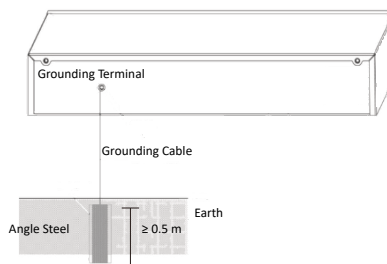 Grounding Terminal
Grounding Cable
Earth
Angle Steel
≥ 0.5 m